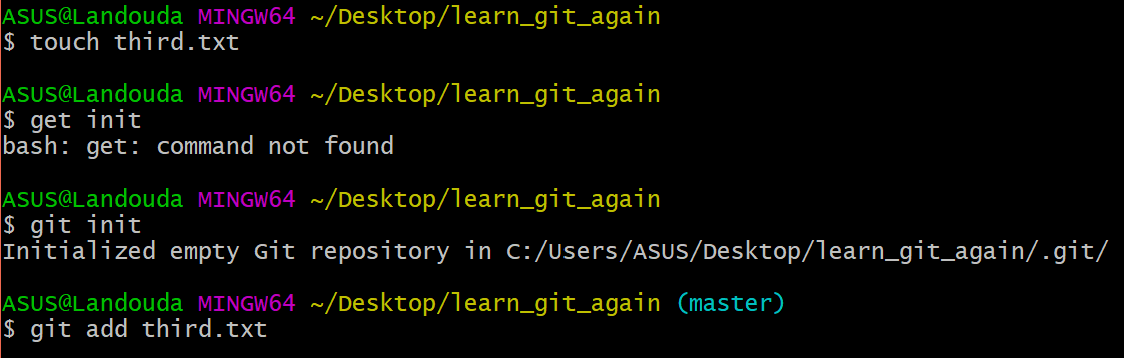 ASUS@Landouda MINGW64 ~/Desktop/learn_git_again
$ touch third.txt
ASUS@Landouda MINGW64 ~/Desktop/learn_git_again
$ get init
bash: get: command not found
ASUS@Landouda MINGW64 ~/Desktop/learn_git_again
$ git init
Initialized empty Git repository in C:/Users/ASUS/Desktop/learn_git_again/.git/
ASUS@Landouda MINGW64 ~/Desktop/learn_git_again (master)
$ git add third.txt